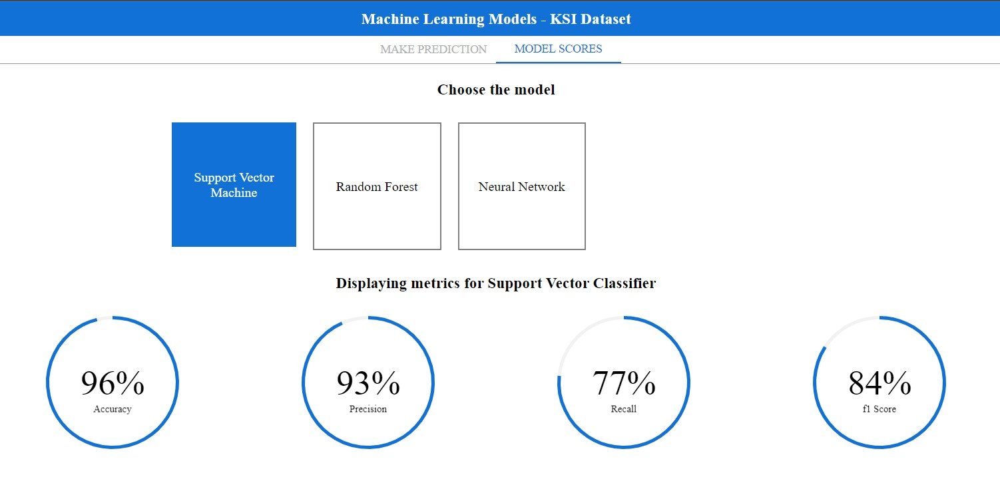 Machine Learning Models - KSI Dataset
MAKE PREDICTION
MODEL SCORES
Choose the model
Support Vector
Machine
Random Forest
Neural Network
Displaying metrics for Support Vector Classifier
96%
Accuracy
93%
Precision
77%
Recall
84%
f1 Score